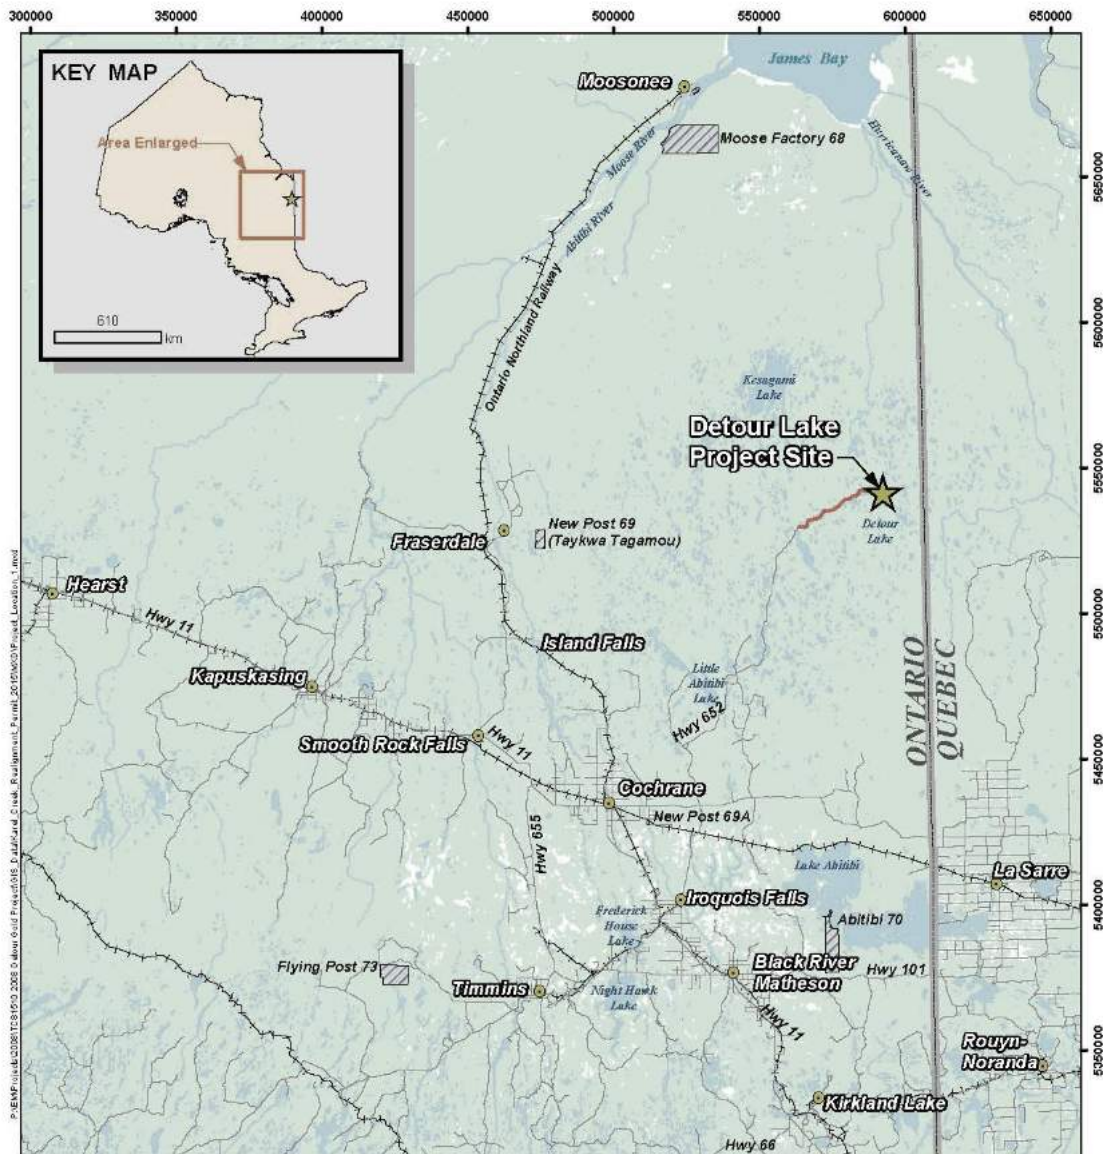 300000 350000 400000 450000 500000 550000 600000 650000
KEY MAP
Area Enlarged
610
km
James Bay
Moosonee
Moose River
Moose Factory 68
Hurricanaw River
5650000
Abitibi River
Ontario Northland Railway
5600000
Kesagami
Lake
Detour Lake
Project Site
5550000
Detour
Lake
New Post 69
(Taykwa Tagamou)
Fraserdale
Hearst
Hwy 11
5500000
Island Falls
Kapuskasing
Little
Abitibi
Lake
Hwy 652
ONTARIO
QUEBEC
Smooth Rock Falls
Hwy 11
5450000
Cochrane
New Post 69A
Hwy 655
Lake Abitibi
La Sarre
Iroquois Falls
5400000
Frederick
House
Lake
Abitibi 70
Flying Post 73
Black River
Matheson
Hwy 101
Timmins
Night Hawk
Lake
Hwy 11
Rouyn-
Noranda
5350000
Kirkland Lake
Hwy 66